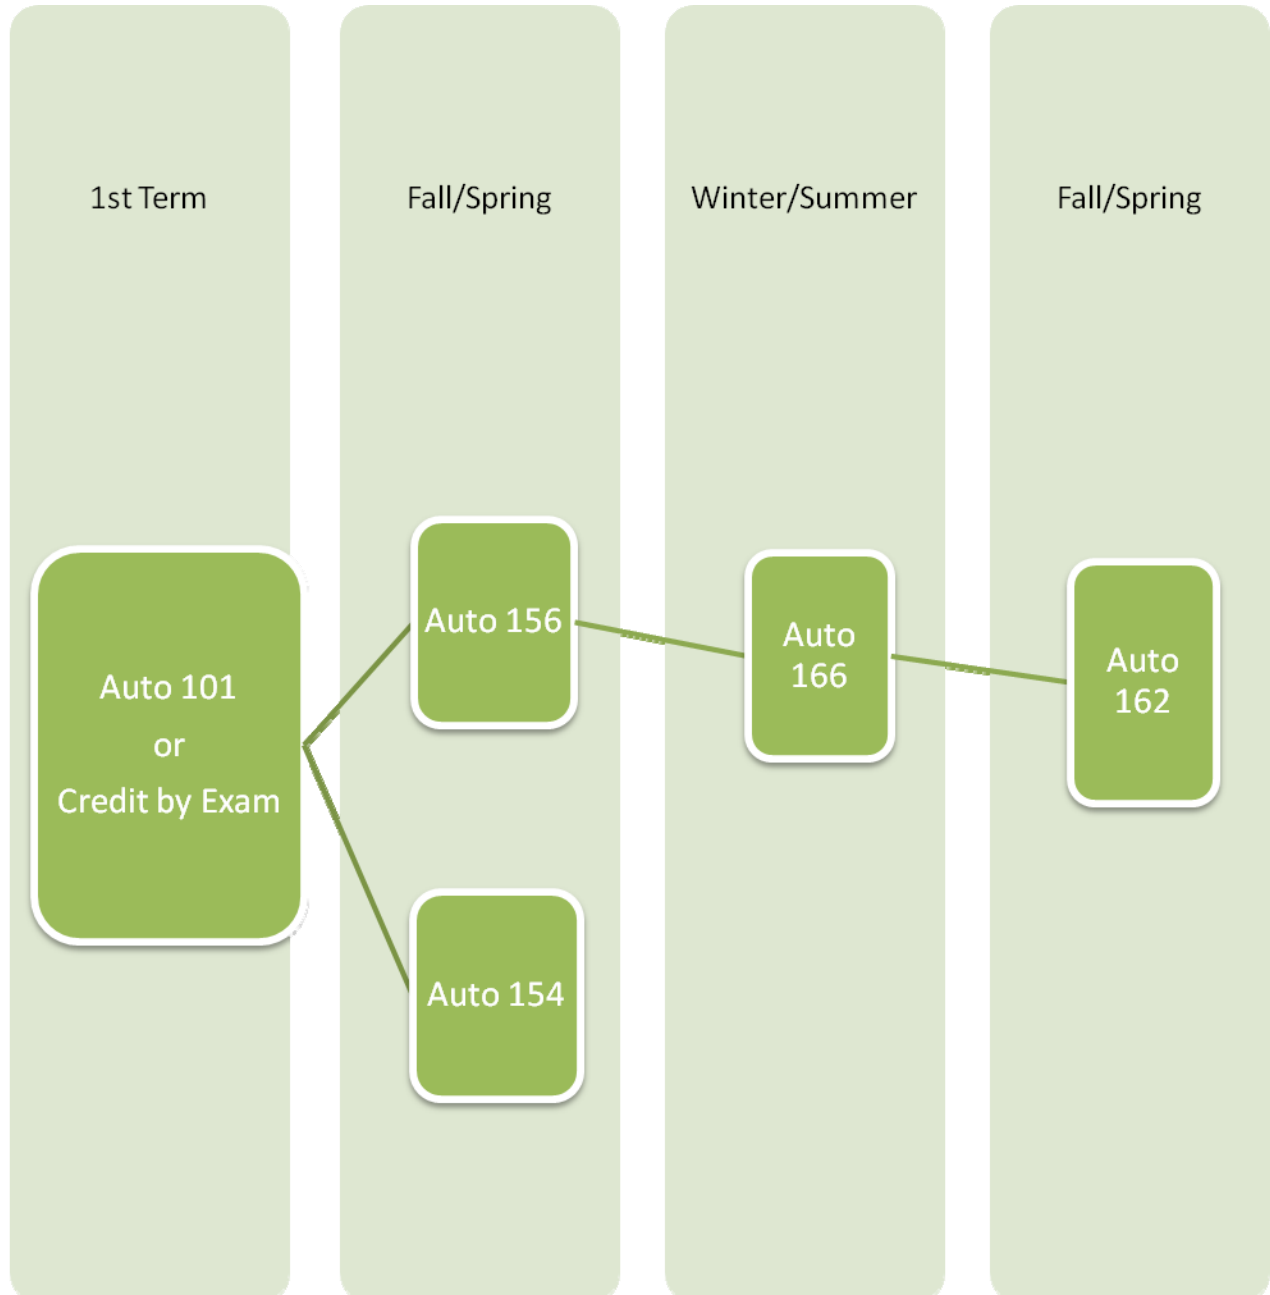 1st Term
Fall/Spring
Winter/Summer
Fall/Spring
Auto 101
or
Credit by Exam
Auto 156
Auto 154
Auto
166
Auto
162